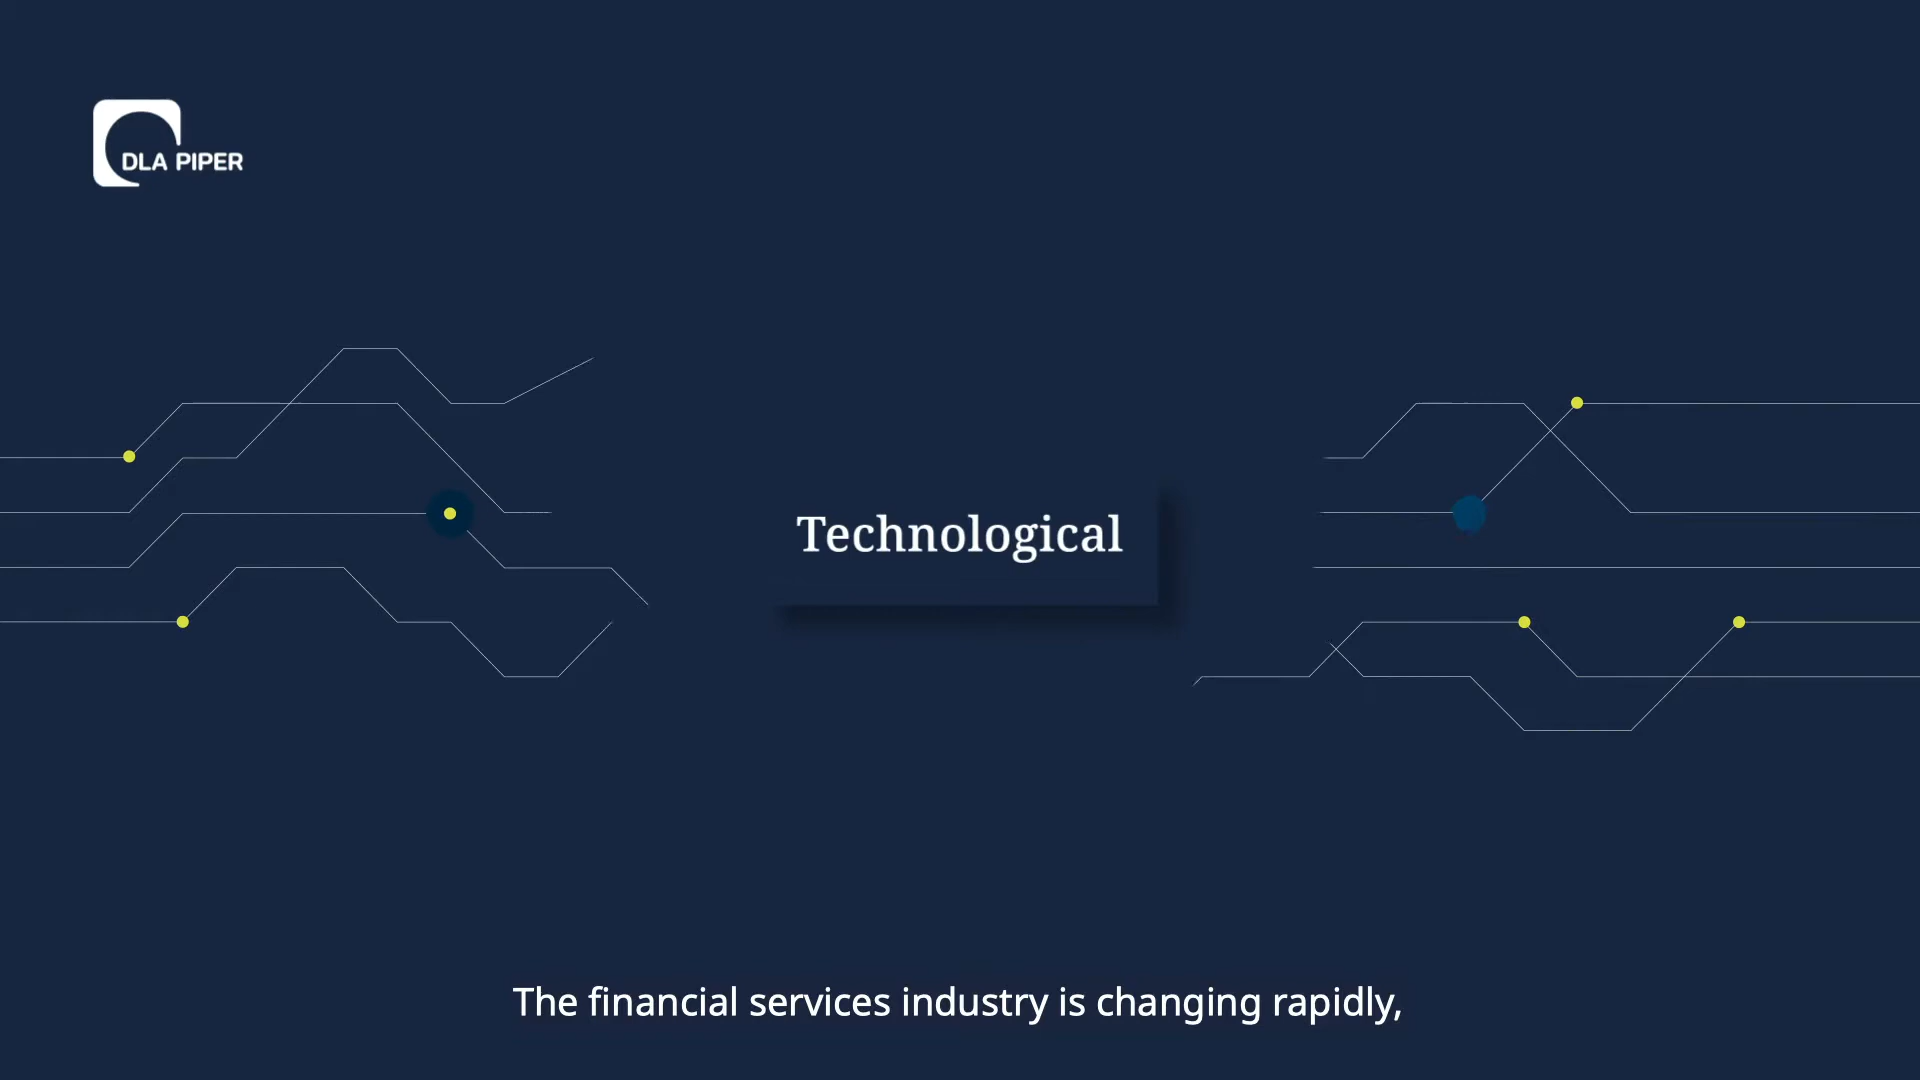 DLA PIPER
Technological
The financial services industry is changing rapidly,